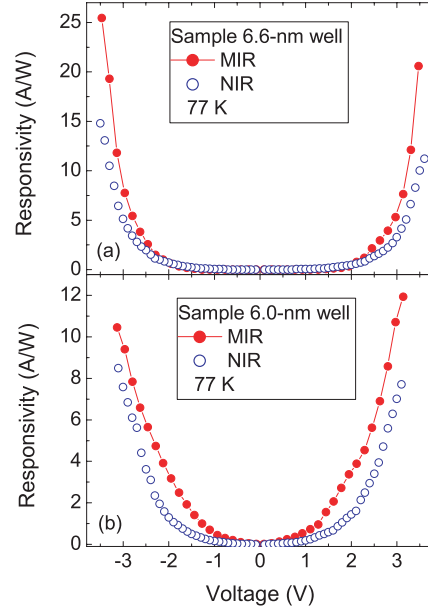 Responsivity (A/W)
25
20
15
10
5
0
Sample 6.6-nm well
MIR
NIR
77 K
(a)
Responsivity (A/W)
12
10
8
6
4
2
0
Sample 6.0-nm well
MIR
NIR
77 K
(b)
-3 -2 -1 0 1 2 3
Voltage (V)